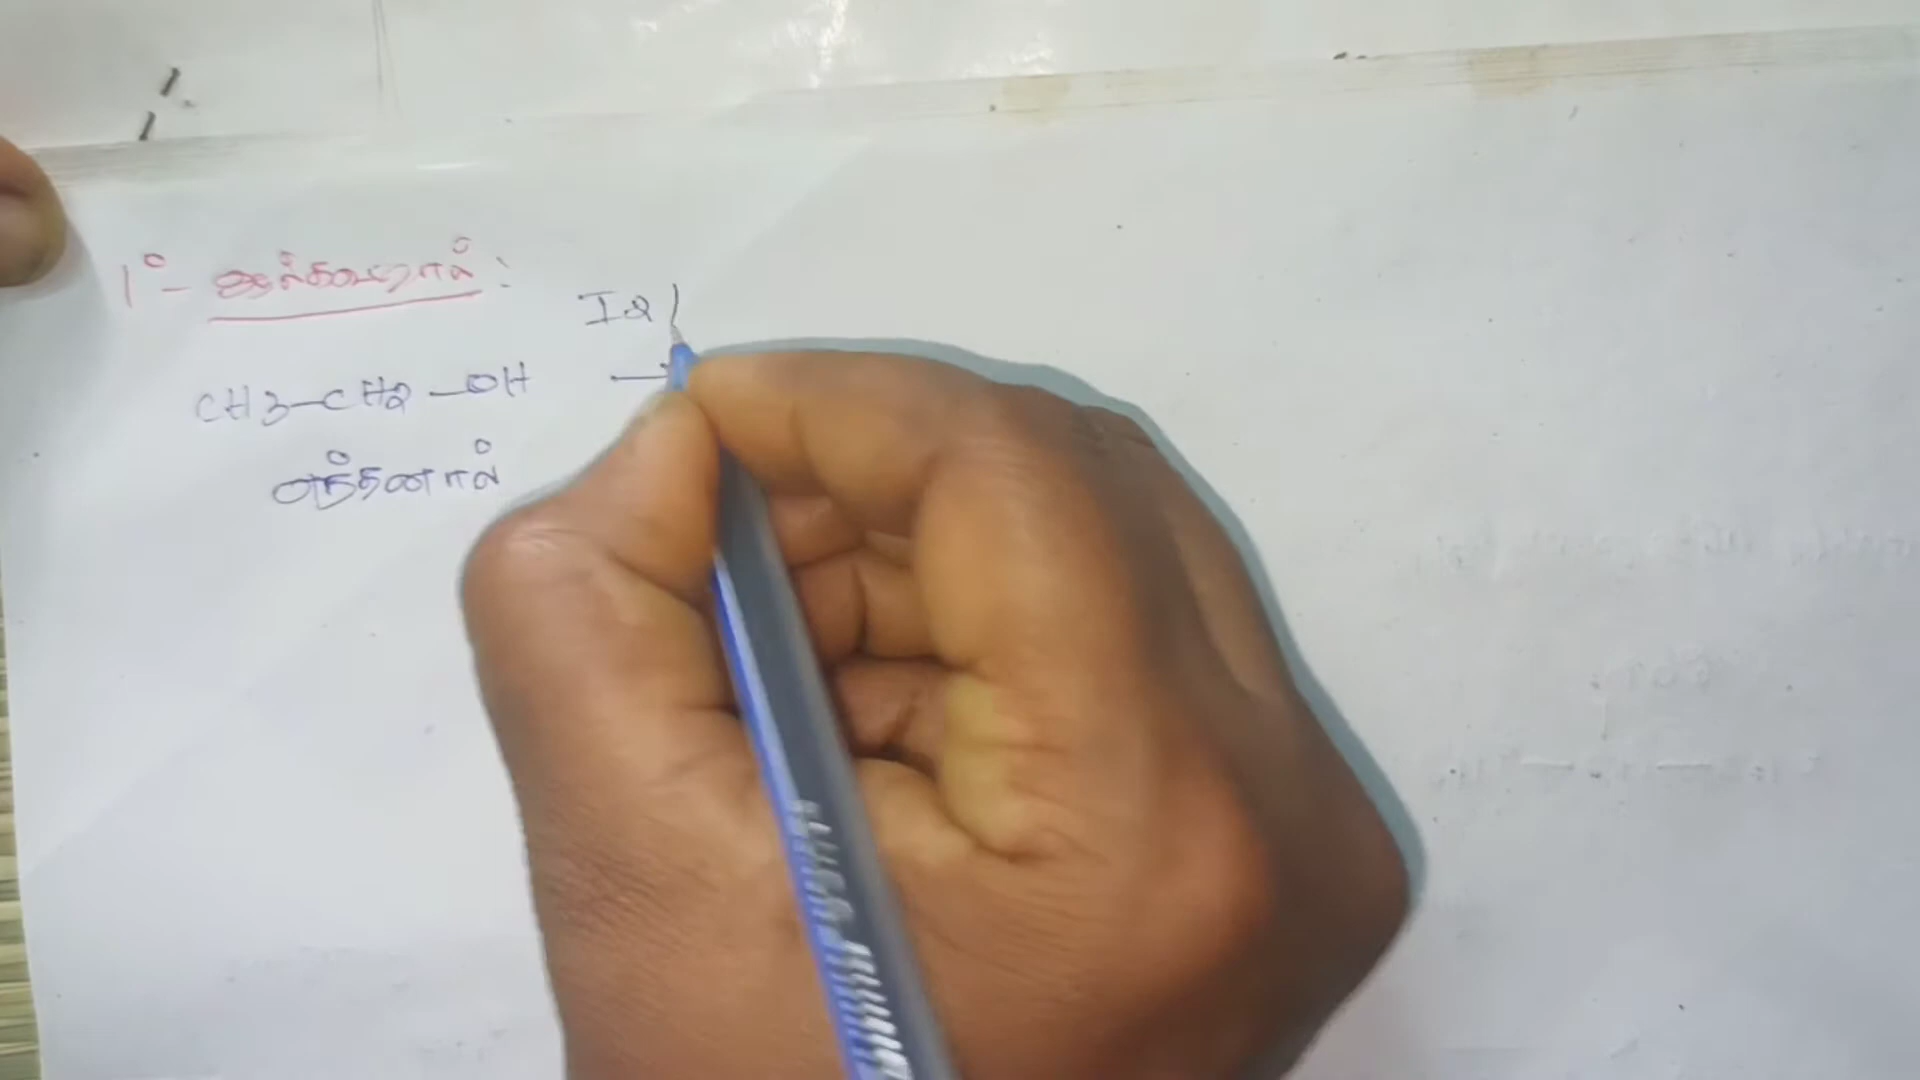 1° - ஆல்கஹால் :
I2 /
CH3-CH2-OH →
எத்தனால்